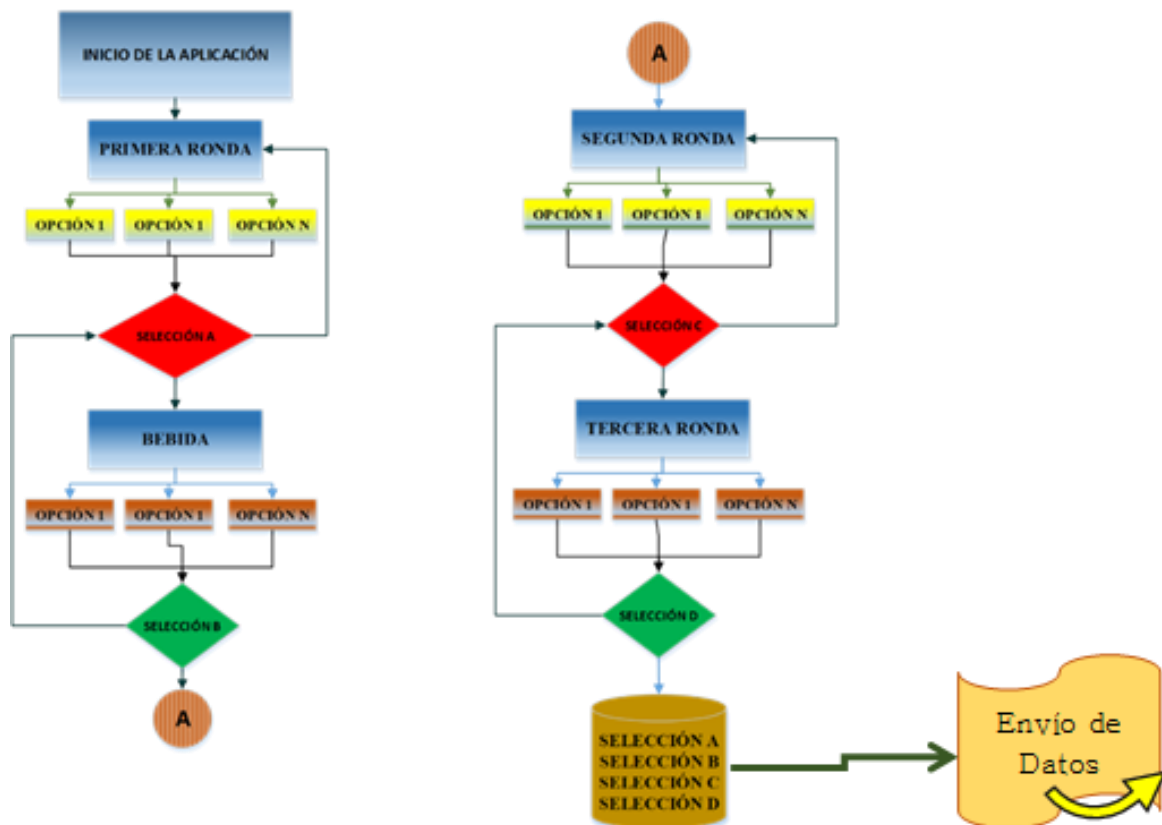 INICIO DE LA APLICACIÓN
PRIMERA RONDA
OPCIÓN 1
OPCIÓN 1
OPCIÓN N
SELECCIÓN A
BEBIDA
OPCIÓN 1
OPCIÓN 1
OPCIÓN N
SELECCIÓN B
A
A
SEGUNDA RONDA
OPCIÓN 1
OPCIÓN 1
OPCIÓN N
SELECCIÓN C
TERCERA RONDA
OPCIÓN 1
OPCIÓN 1
OPCIÓN N
SELECCIÓN D
SELECCIÓN A
SELECCIÓN B
SELECCIÓN C
SELECCIÓN D
Envío de
Datos